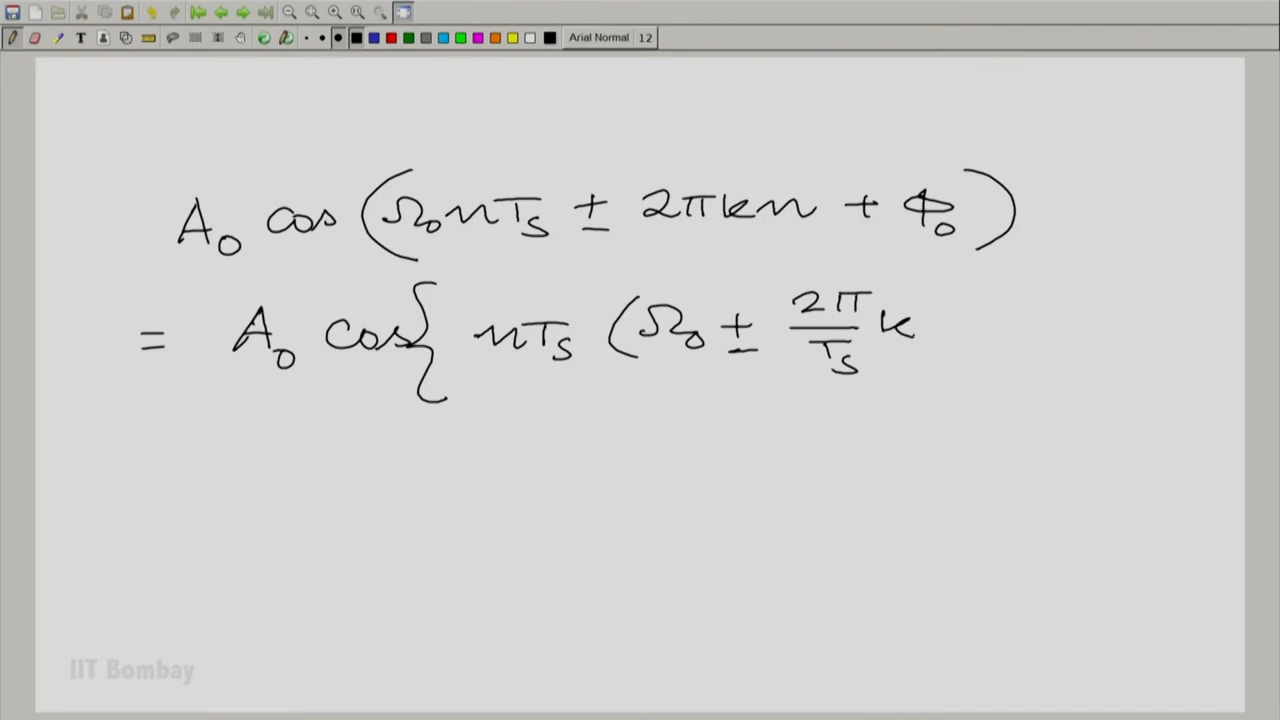 T
Arial Normal 12
A₀ cos(Ω₀nTₛ ± 2πkn + Φ₀)
= A₀ cos{ nTₛ (Ω₀ ± 2π/Tₛ k
IIT Bombay